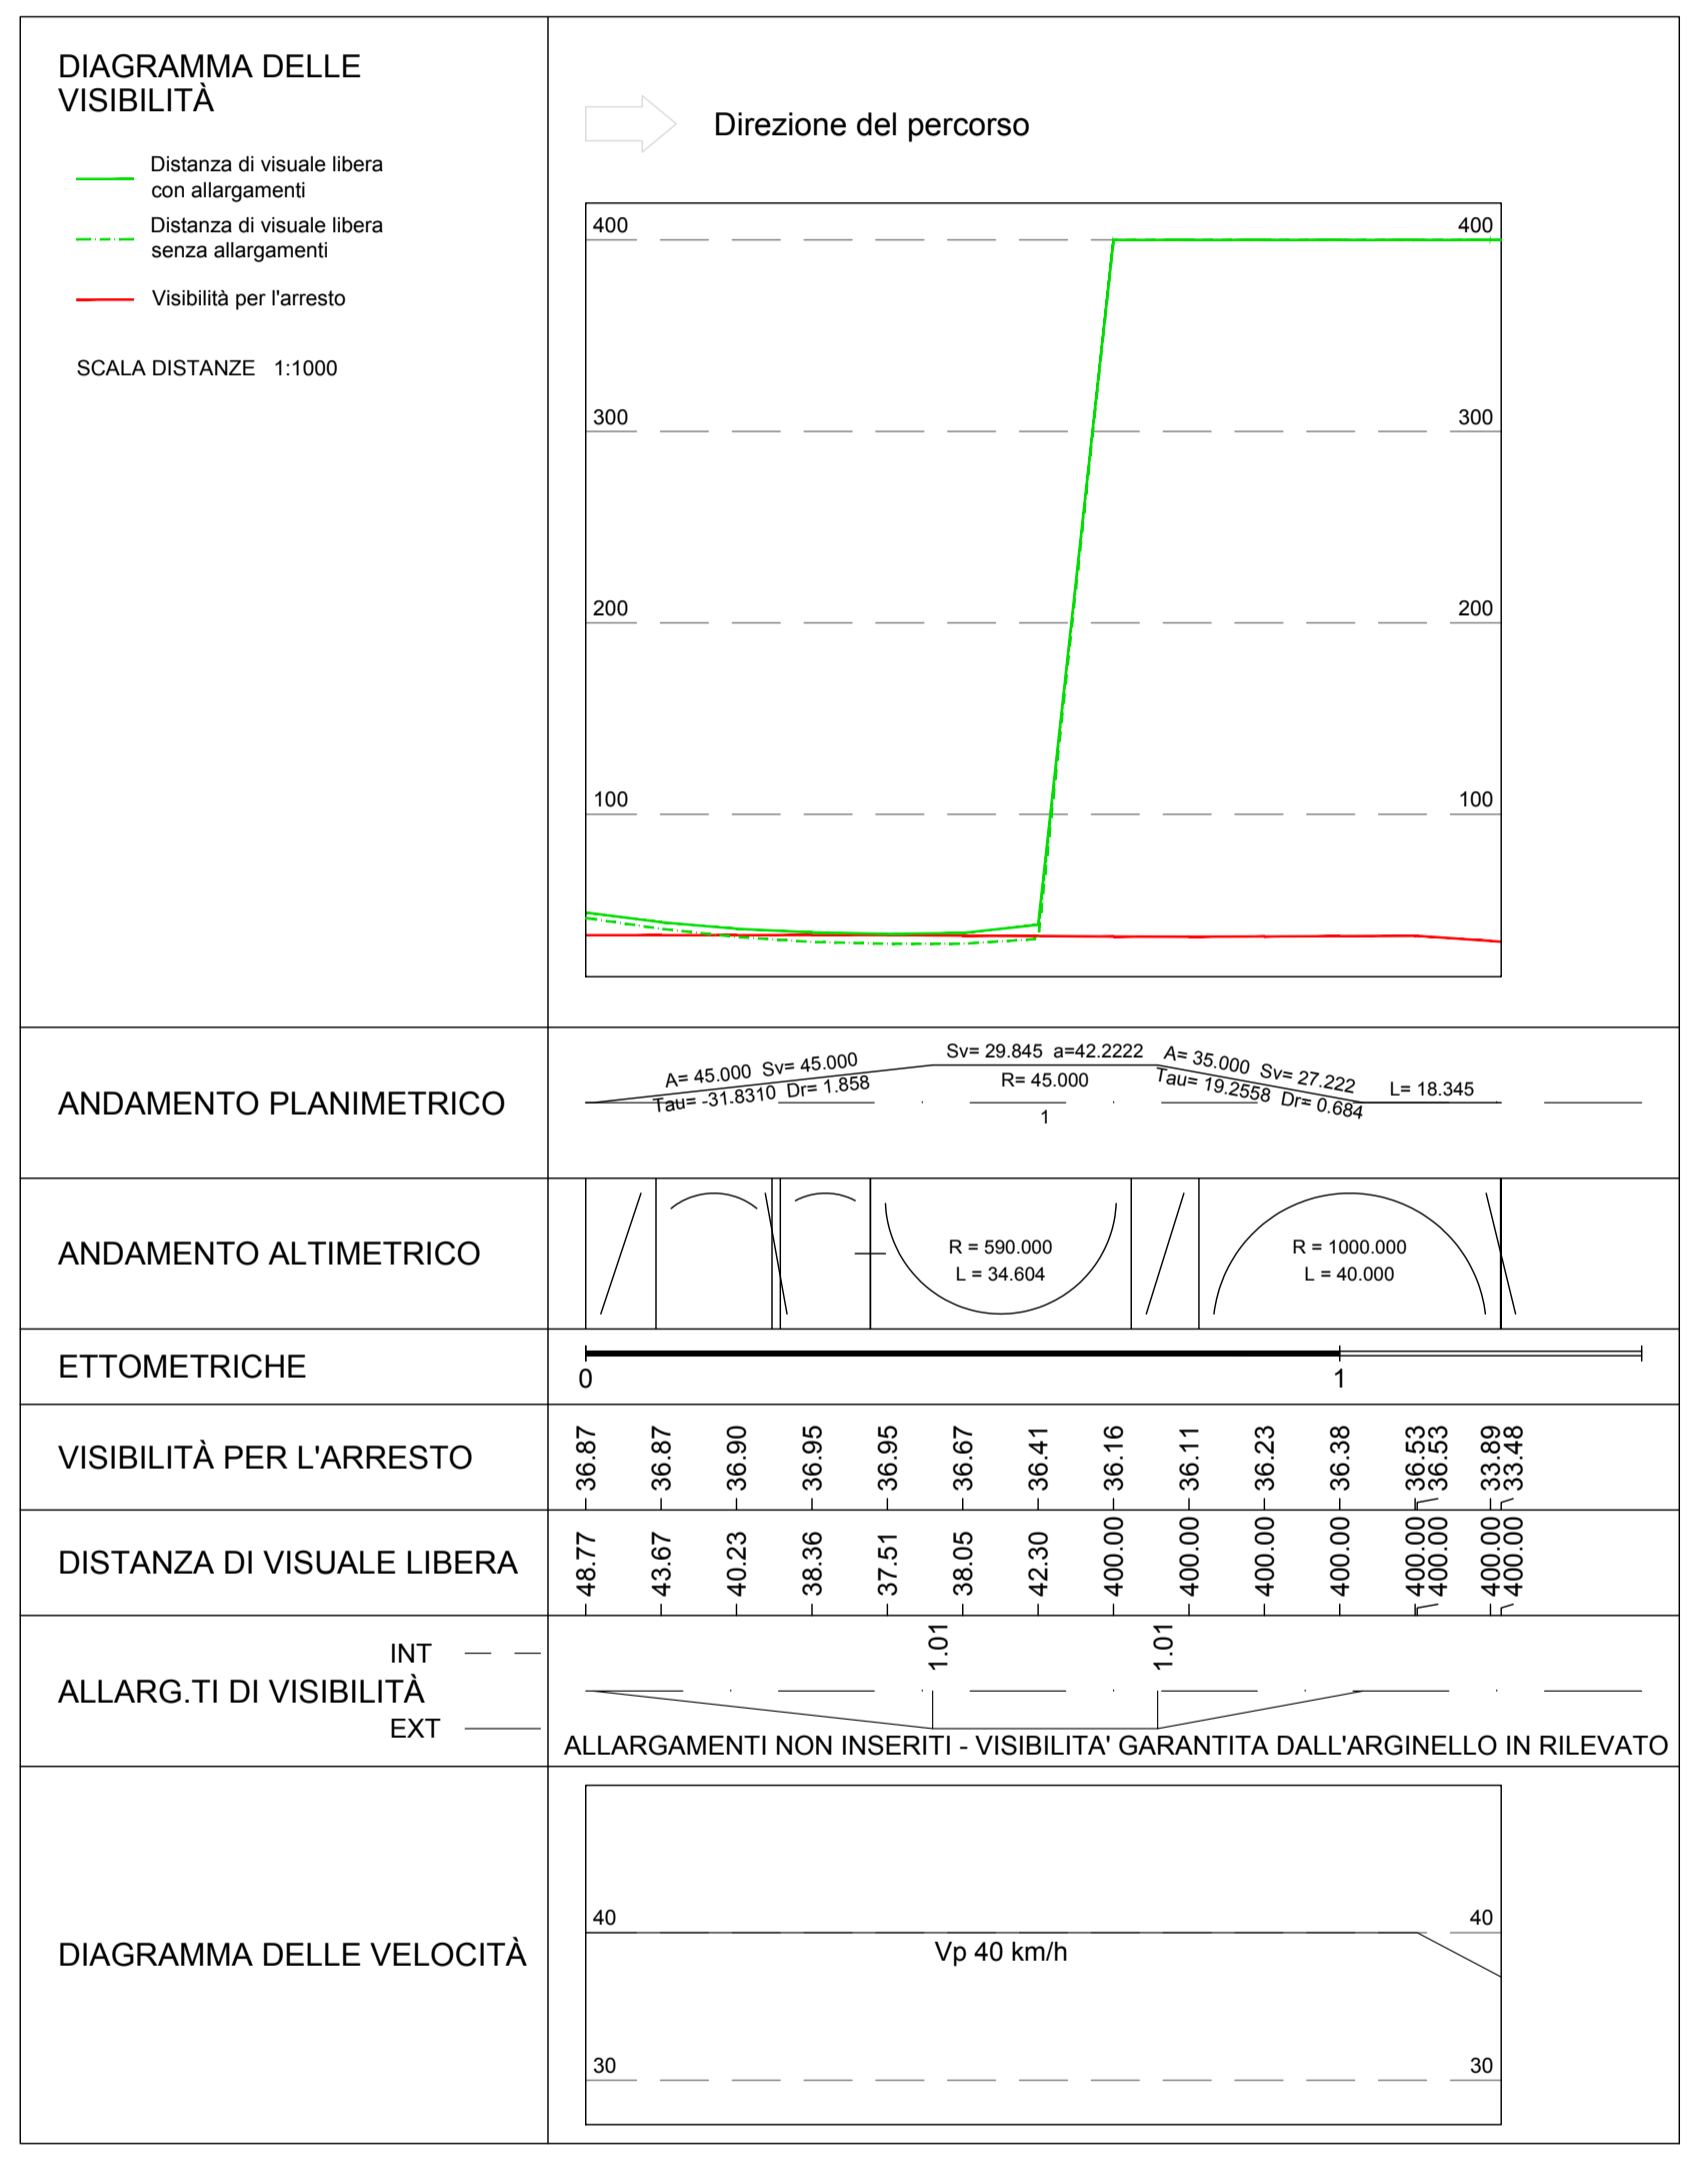 DIAGRAMMA DELLE
VISIBILITÀ
Distanza di visuale libera
con allargamenti
Distanza di visuale libera
senza allargamenti
Visibilità per l'arresto
SCALA DISTANZE 1:1000
Direzione del percorso
400 400
300 300
200 200
100 100
ANDAMENTO PLANIMETRICO
A= 45.000 Sv= 45.000
Tau= -31.8310 Dr= 1.858
Sv= 29.845 a=42.2222
R= 45.000
1
A= 35.000 Sv= 27.222
Tau= 19.2558 Dr= 0.684
L= 18.345
ANDAMENTO ALTIMETRICO
R = 590.000
L = 34.604
R = 1000.000
L = 40.000
ETTOMETRICHE
0 1
VISIBILITÀ PER L'ARRESTO
36.87 36.87 36.90 36.95 36.95 36.67 36.41 36.16 36.11 36.23 36.38 36.53 36.53 33.89 33.48
DISTANZA DI VISUALE LIBERA
48.77 43.67 40.23 38.36 37.51 38.05 42.30 400.00 400.00 400.00 400.00 400.00 400.00 400.00 400.00
INT
ALLARG.TI DI VISIBILITÀ
EXT
1.01 1.01
ALLARGAMENTI NON INSERITI - VISIBILITA' GARANTITA DALL'ARGINELLO IN RILEVATO
DIAGRAMMA DELLE VELOCITÀ
40 40
Vp 40 km/h
30 30